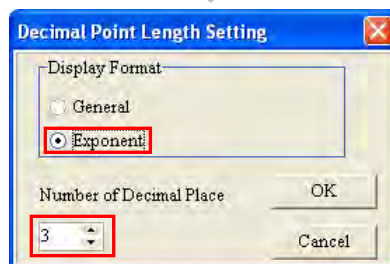 Decimal Point Length Setting
Display Format
General
Exponent
Number of Decimal Place
OK
3
Cancel